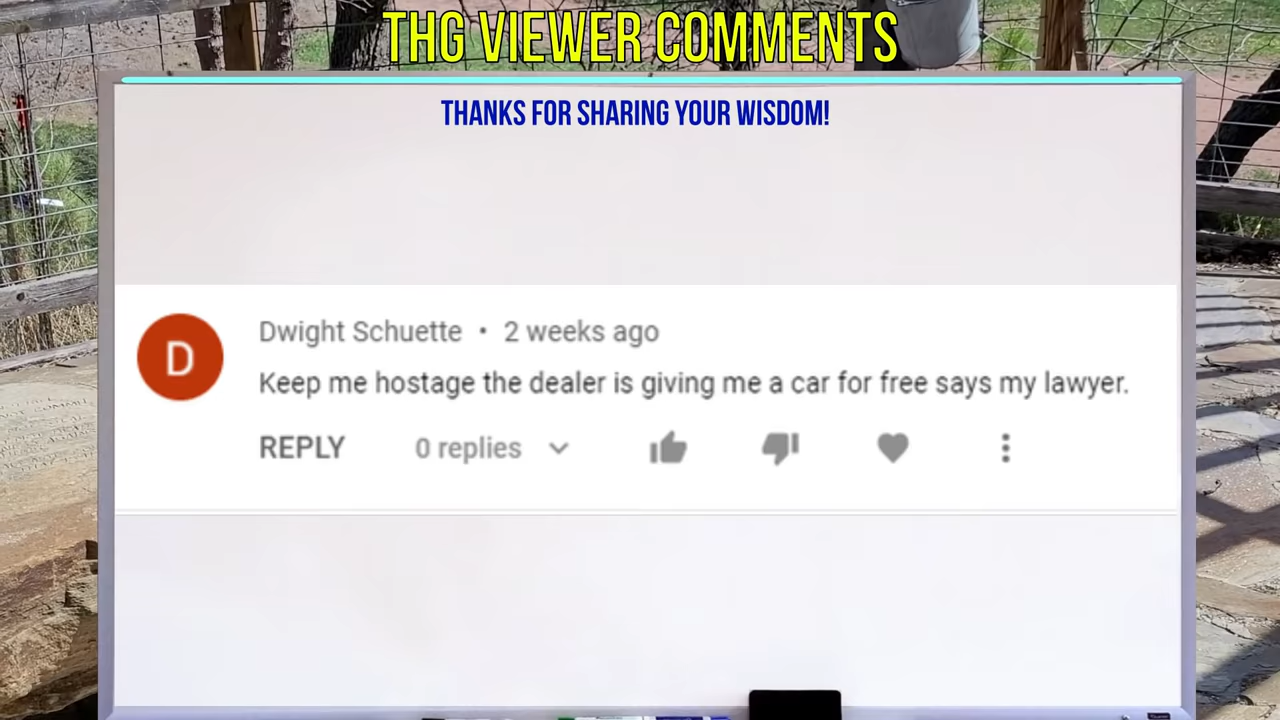 THG VIEWER COMMENTS
THANKS FOR SHARING YOUR WISDOM!
D
Dwight Schuette • 2 weeks ago
Keep me hostage the dealer is giving me a car for free says my lawyer.
REPLY 0 replies